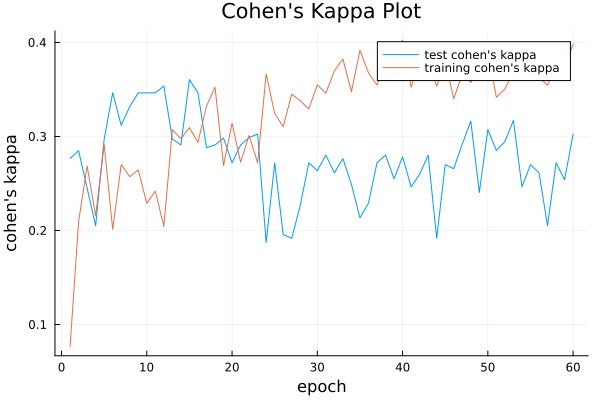 Cohen's Kappa Plot
0.4
test cohen's kappa
training cohen's kappa
0.3
cohen's kappa
0.2
0.1
0 10 20 30 40 50 60
epoch